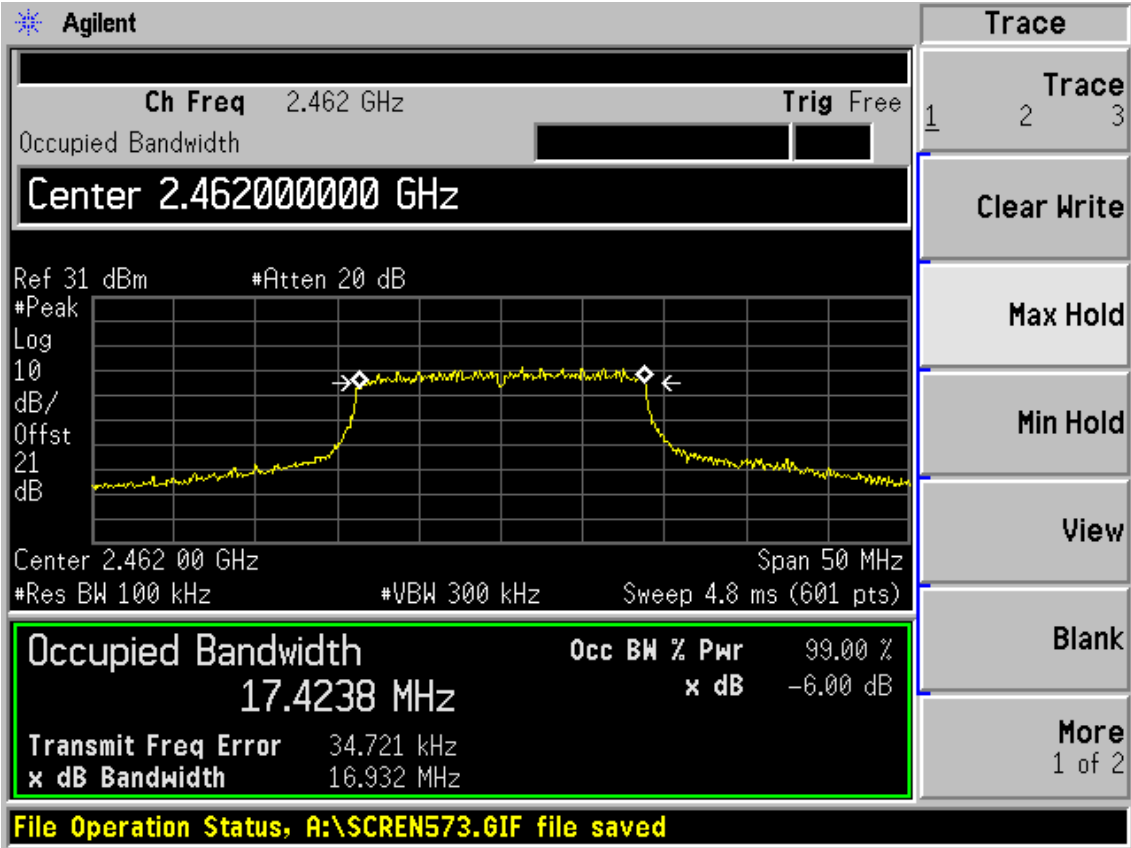 Agilent
Trace
Ch Freq 2.462 GHz Trig Free
Occupied Bandwidth
Center 2.462000000 GHz
Ref 31 dBm #Atten 20 dB
#Peak
Log
10
dB/
Offst
21
dB
Center 2.462 00 GHz Span 50 MHz
#Res BW 100 kHz #VBW 300 kHz Sweep 4.8 ms (601 pts)
Occupied Bandwidth
17.4238 MHz
Occ BW % Pwr 99.00 %
x dB -6.00 dB
Transmit Freq Error 34.721 kHz
x dB Bandwidth 16.932 MHz
File Operation Status, A:\SCREN573.GIF file saved
Trace
1 2 3
Clear Write
Max Hold
Min Hold
View
Blank
More
1 of 2